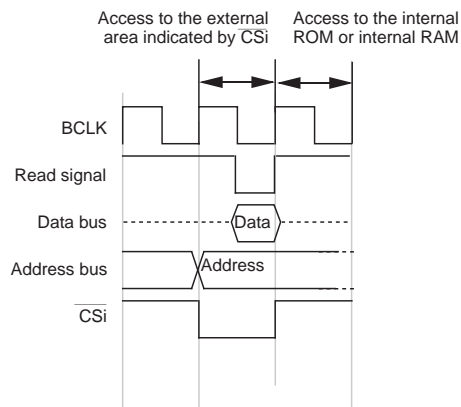 Access to the external
area indicated by CSi
Access to the internal
ROM or internal RAM
BCLK
Read signal
Data bus
Data
Address bus
Address
CSi